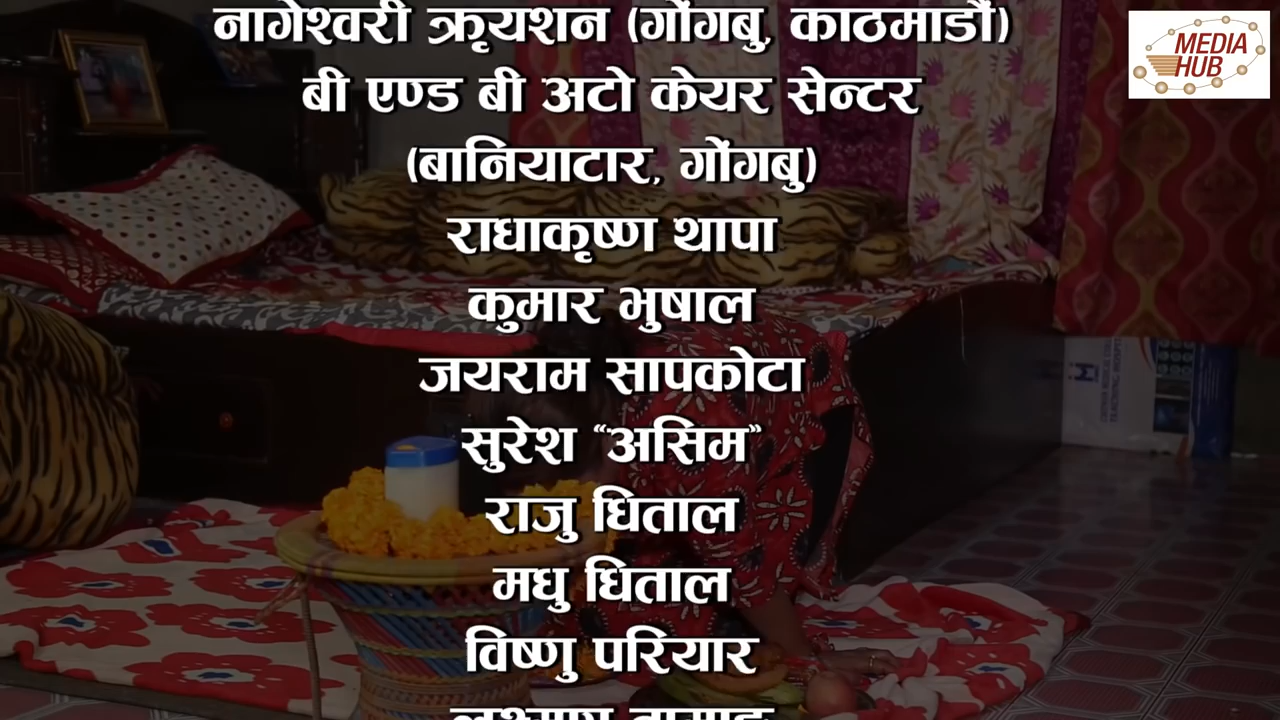 नागेश्वरी क्रृयशन (गोंगबु, काठमाडौं)
MEDIA
HUB
बी एण्ड बी अटो केयर सेन्टर
(बानियाटार, गोंगबु)
राधाकृष्ण थापा
कुमार भुषाल
जयराम सापकोटा
सुरेश “असिम”
राजु धिताल
मधु धिताल
विष्णु परियार